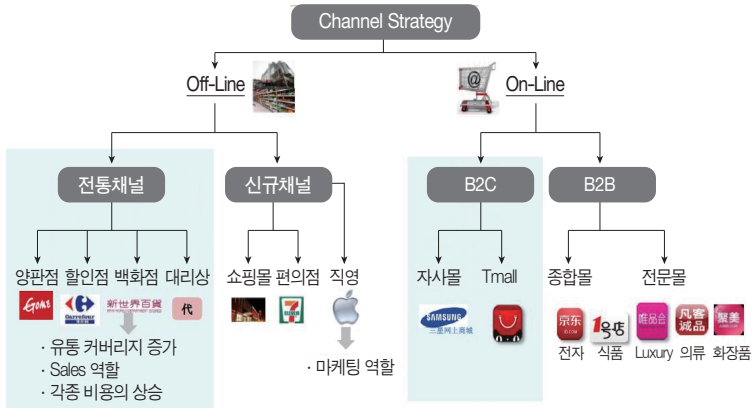 Channel Strategy
Off-Line
@
On-Line
전통채널
신규채널
B2C
B2B
양판점 할인점 백화점 대리상
쇼핑몰 편의점 직영
자사몰 Tmall
종합몰 전문몰
GOME
Carrefour
新世界百貨
代
SAMSUNG
三星网上商城
京东
1号店
唯品会
凡客
诚品
聚美
전자 식품 Luxury 의류 화장품
· 유통 커버리지 증가
· Sales 역할
· 각종 비용의 상승
· 마케팅 역할